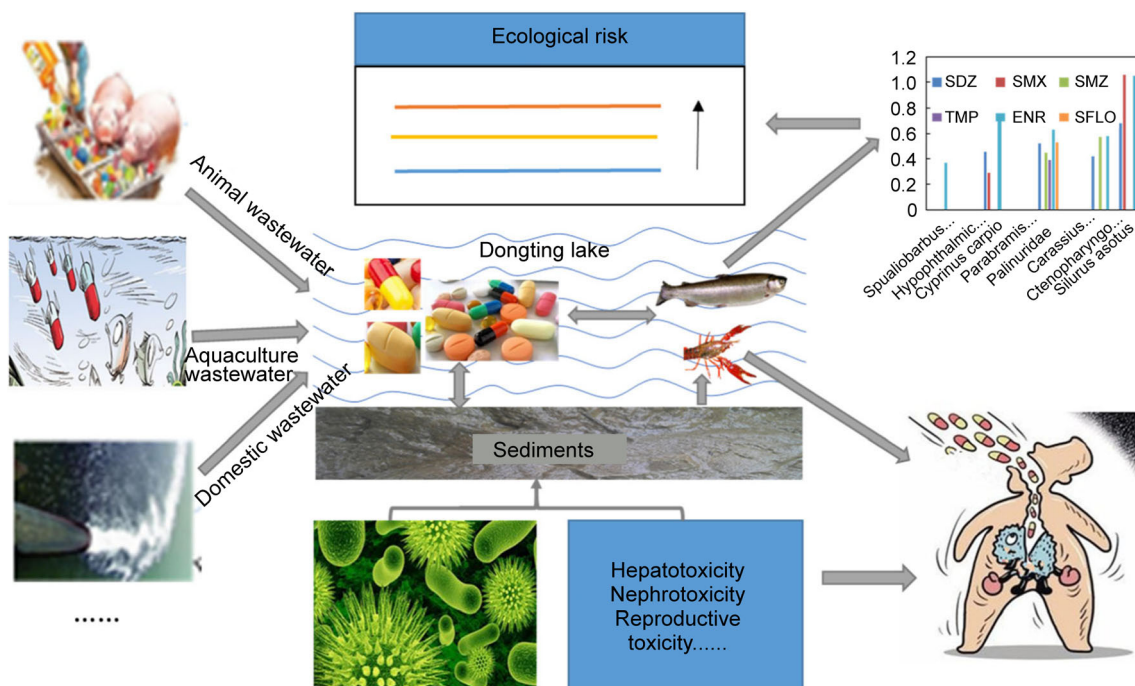 Ecological risk
1.2
1.0
0.8
0.6
0.4
0.2
0
SDZ SMX SMZ
TMP ENR SFLO
Spualiobarbus...
Hypophthalmic...
Cyprinus carpio
Parabramis...
Palinuridae
Carassius...
Ctenopharyngo...
Silurus asotus
Animal wastewater
Dongting lake
Aquaculture
wastewater
Domestic wastewater
Sediments
......
Hepatotoxicity
Nephrotoxicity
Reproductive
toxicity......